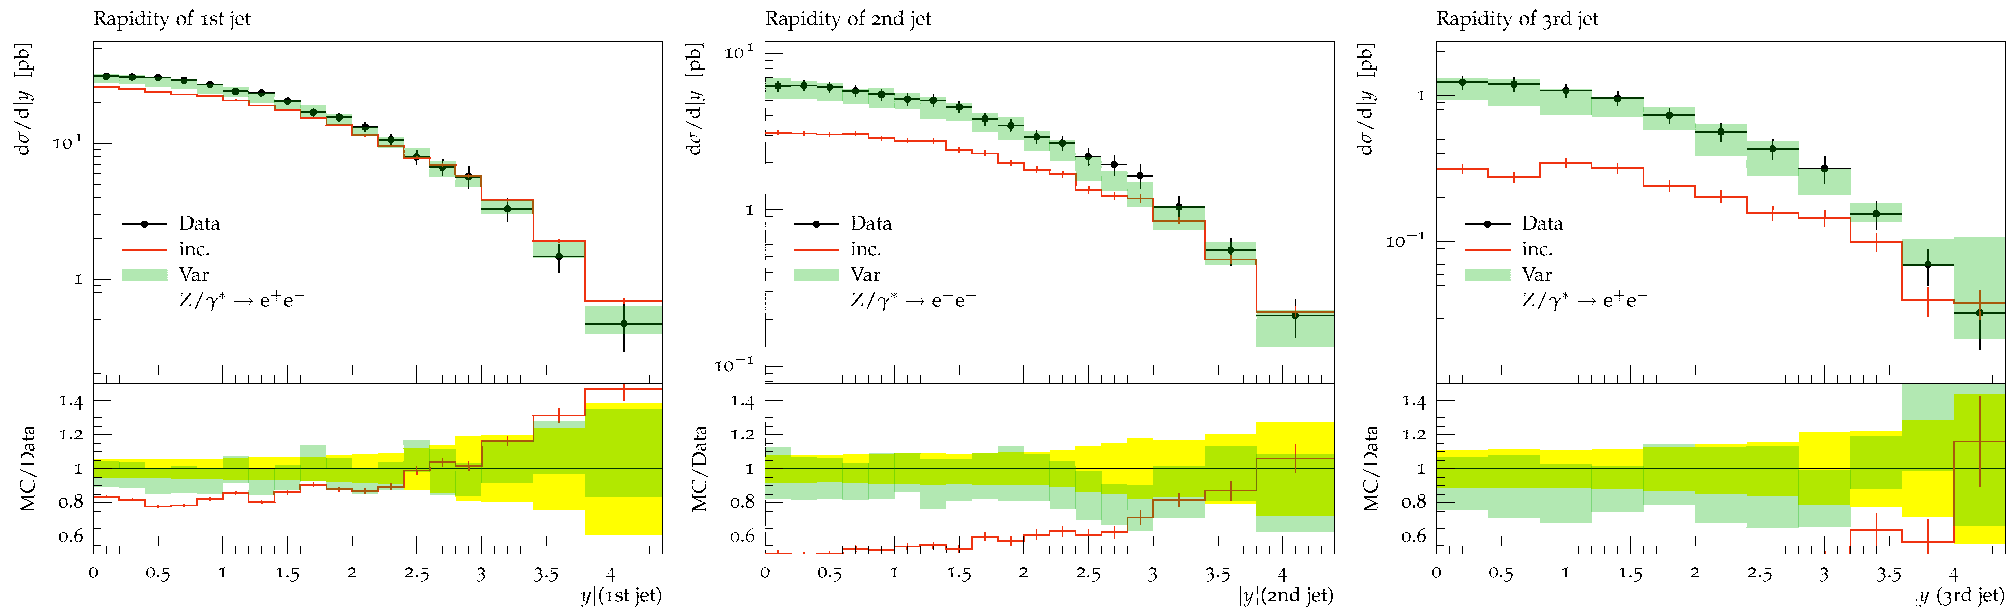 Rapidity of 1st jet
dσ/d|y [pb]
10¹
1
Data
inc.
Var
Z/γ* → e⁺e⁻
MC/Data
1.4
1.2
1
0.8
0.6
0 0.5 1 1.5 2 2.5 3 3.5 4
y|(1st jet)
Rapidity of 2nd jet
dσ/d|y [pb]
10¹
1
10⁻¹
Data
inc.
Var
Z/γ* → e⁻e⁻
MC/Data
1.4
1.2
1
0.8
0.6
0 0.5 1 1.5 2 2.5 3 3.5 4
|y|(2nd jet)
Rapidity of 3rd jet
dσ/d|y [pb]
1
10⁻¹
Data
inc.
Var
Z/γ* → e⁺e⁻
MC/Data
1.4
1.2
1
0.8
0.6
0 0.5 1 1.5 2 2.5 3 3.5 4
y (3rd jet)